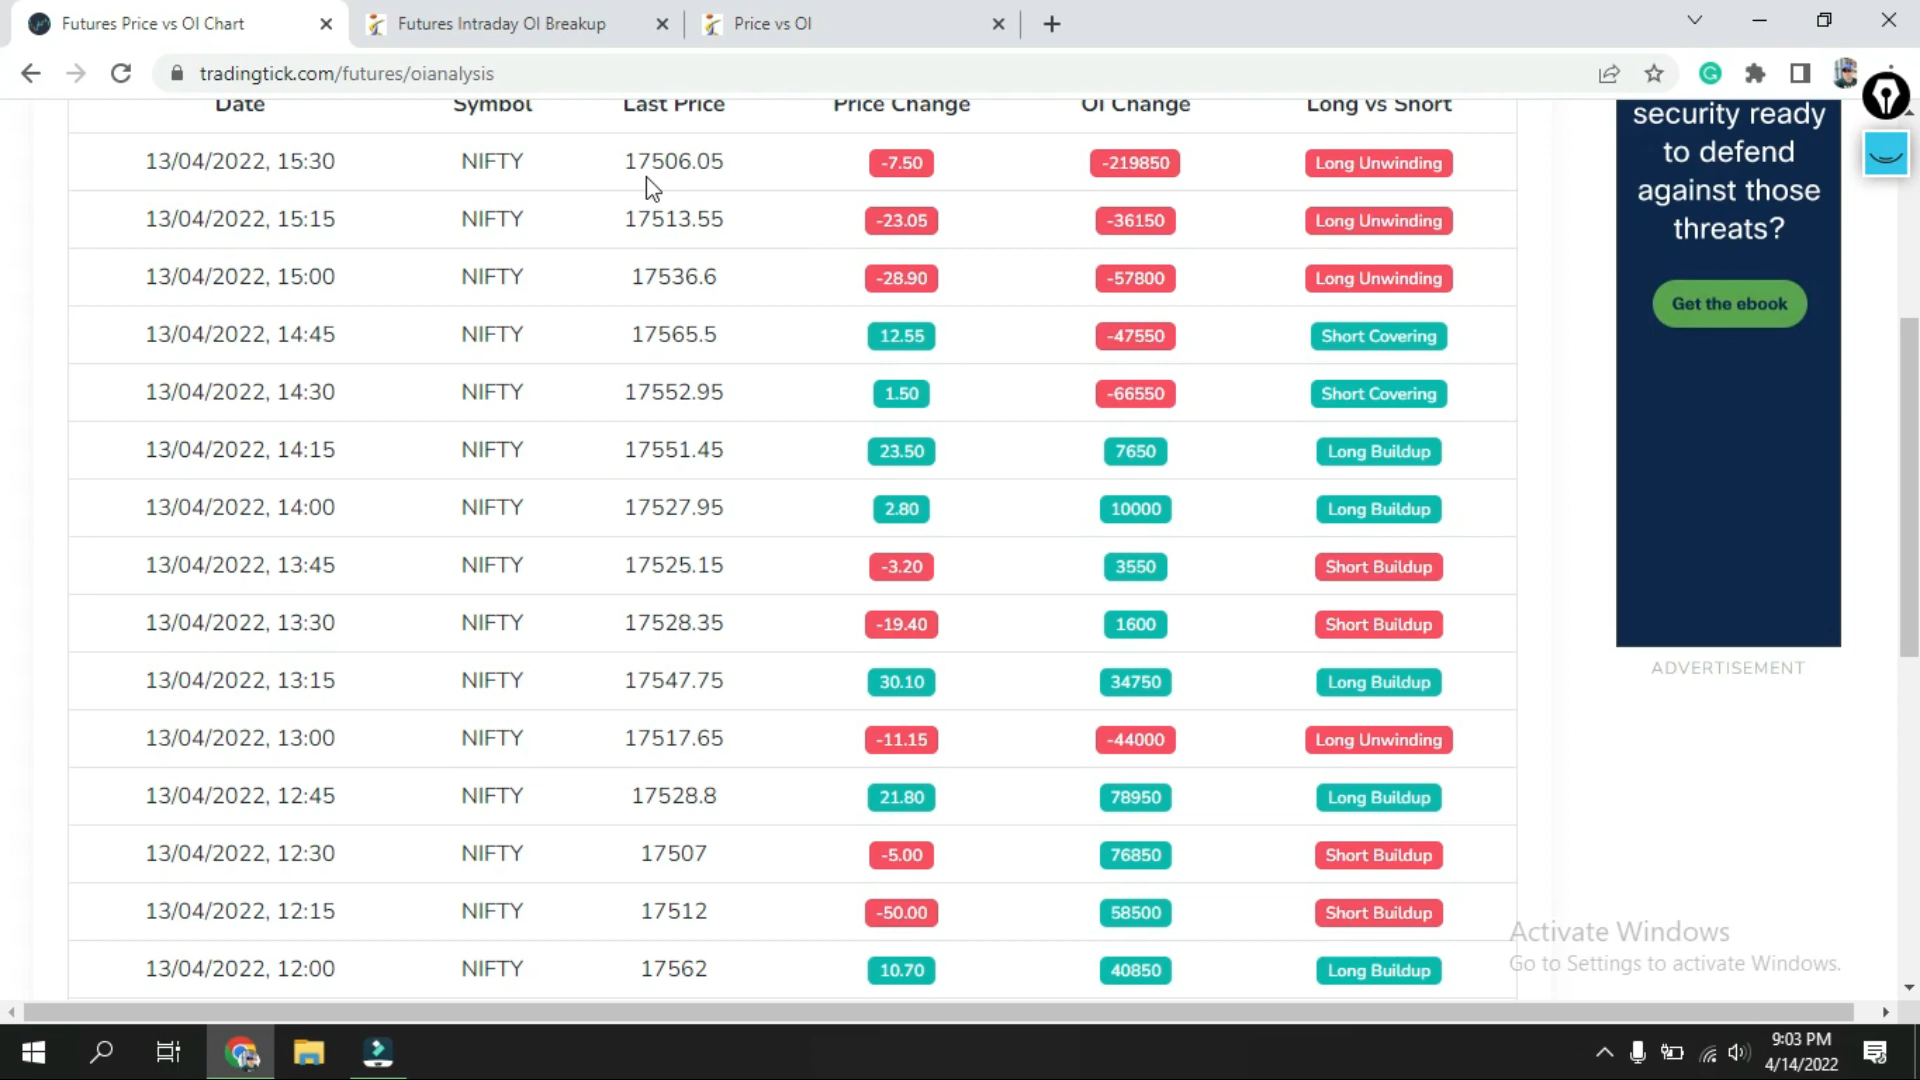 Futures Price vs OI Chart
Futures Intraday OI Breakup
Price vs OI
tradingtick.com/futures/oianalysis
Date Symbol Last Price Price Change OI Change Long vs Short
13/04/2022, 15:30 NIFTY 17506.05 -7.50 -219850 Long Unwinding
13/04/2022, 15:15 NIFTY 17513.55 -23.05 -36150 Long Unwinding
13/04/2022, 15:00 NIFTY 17536.6 -28.90 -57800 Long Unwinding
13/04/2022, 14:45 NIFTY 17565.5 12.55 -47550 Short Covering
13/04/2022, 14:30 NIFTY 17552.95 1.50 -66550 Short Covering
13/04/2022, 14:15 NIFTY 17551.45 23.50 7650 Long Buildup
13/04/2022, 14:00 NIFTY 17527.95 2.80 10000 Long Buildup
13/04/2022, 13:45 NIFTY 17525.15 -3.20 3550 Short Buildup
13/04/2022, 13:30 NIFTY 17528.35 -19.40 1600 Short Buildup
13/04/2022, 13:15 NIFTY 17547.75 30.10 34750 Long Buildup
13/04/2022, 13:00 NIFTY 17517.65 -11.15 -44000 Long Unwinding
13/04/2022, 12:45 NIFTY 17528.8 21.80 78950 Long Buildup
13/04/2022, 12:30 NIFTY 17507 -5.00 76850 Short Buildup
13/04/2022, 12:15 NIFTY 17512 -50.00 58500 Short Buildup
13/04/2022, 12:00 NIFTY 17562 10.70 40850 Long Buildup
security ready
to defend
against those
threats?
Get the ebook
ADVERTISEMENT
Activate Windows
Go to Settings to activate Windows.
9:03 PM
4/14/2022